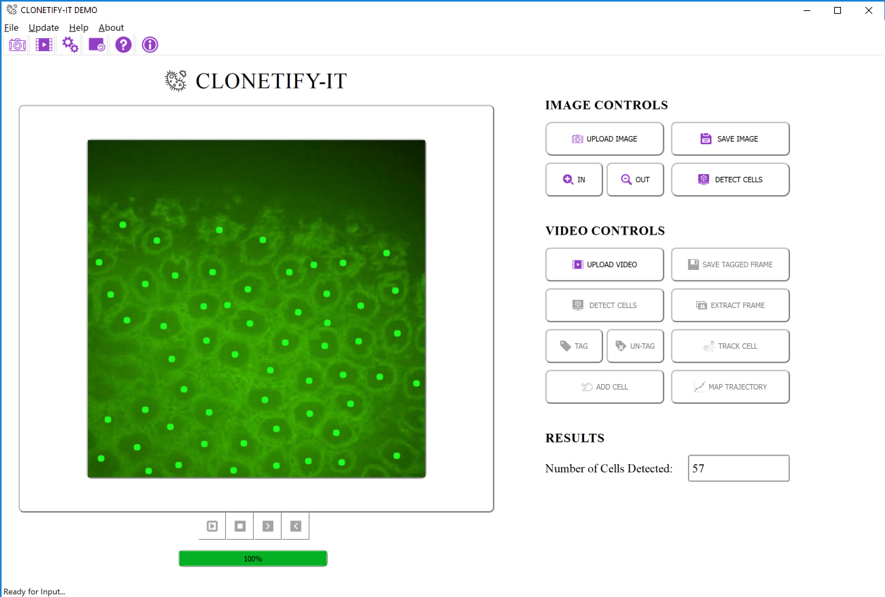 CLONETIFY-IT DEMO
File Update Help About
CLONETIFY-IT
IMAGE CONTROLS
UPLOAD IMAGE SAVE IMAGE
IN OUT DETECT CELLS
VIDEO CONTROLS
UPLOAD VIDEO SAVE TAGGED FRAME
DETECT CELLS EXTRACT FRAME
TAG UN-TAG TRACK CELL
ADD CELL MAP TRAJECTORY
RESULTS
Number of Cells Detected: 57
100%
Ready for Input...